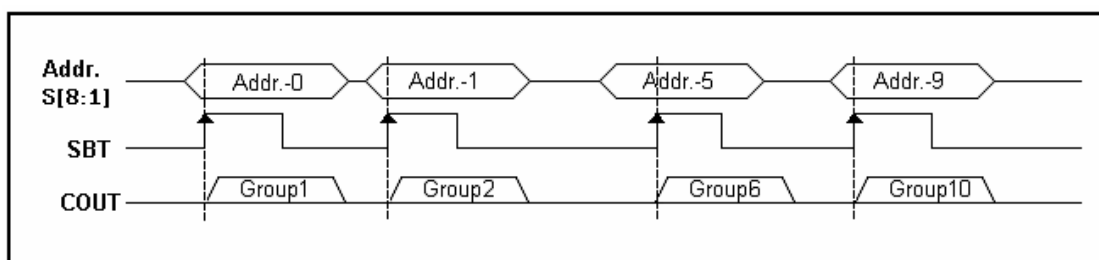 Addr.
S[8:1]
Addr.-0 Addr.-1 Addr.-5 Addr.-9
SBT
COUT
Group1 Group2 Group6 Group10